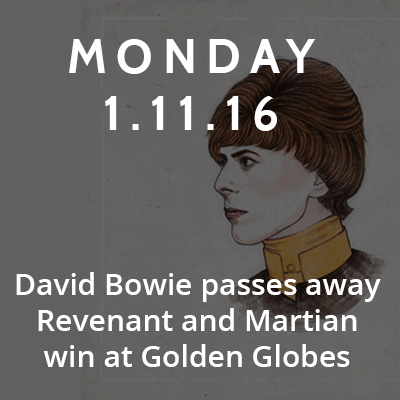 MONDAY
1.11.16
David Bowie passes away
Revenant and Martian
win at Golden Globes